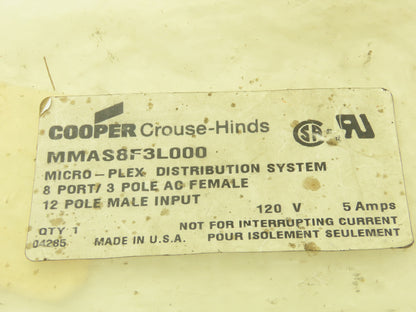 COOPER Crouse-Hinds
MMAS8F3L000
MICRO-PLEX DISTRIBUTION SYSTEM
8 PORT/3 POLE AC FEMALE
12 POLE MALE INPUT
120 V 5 Amps
QTY 1 NOT FOR INTERRUPTING CURRENT
04285 MADE IN U.S.A. POUR ISOLEMENT SEULEMENT